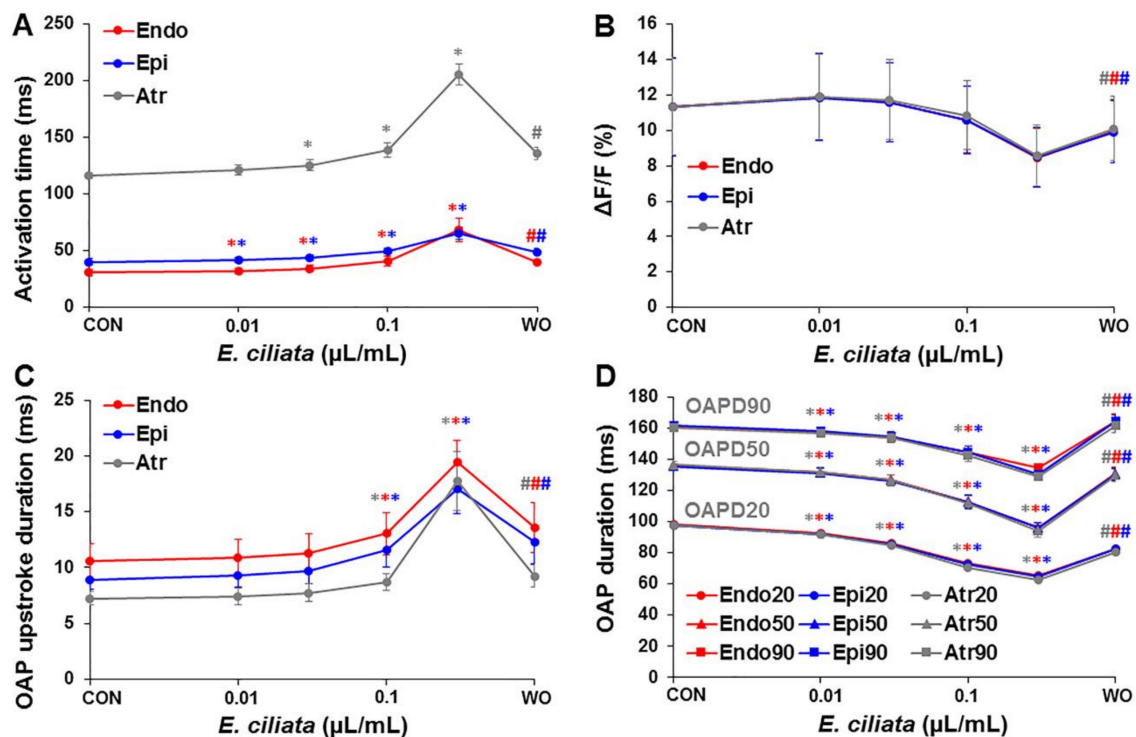 A
Activation time (ms)
250
200
150
100
50
0
Endo
Epi
Atr
*
*
*
#
**
**
**
**
##
CON
0.01
0.1
WO
E. ciliata (µL/mL)
B
ΔF/F (%)
16
14
12
10
8
6
4
2
0
###
Endo
Epi
Atr
CON
0.01
0.1
WO
E. ciliata (µL/mL)
C
OAP upstroke duration (ms)
25
20
15
10
5
0
Endo
Epi
Atr
***
***
###
CON
0.01
0.1
WO
E. ciliata (µL/mL)
D
OAP duration (ms)
180
160
140
120
100
80
60
40
20
0
OAPD90
***
***
***
***
###
OAPD50
***
***
***
***
###
OAPD20
***
***
***
***
###
Endo20 Epi20 Atr20
Endo50 Epi50 Atr50
Endo90 Epi90 Atr90
CON
0.01
0.1
WO
E. ciliata (µL/mL)